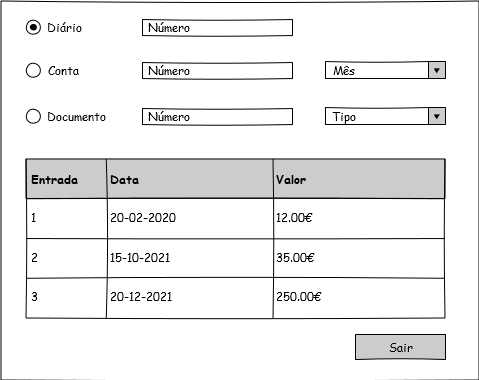 Diário Número
Conta Número Mês
Documento Número Tipo
Entrada Data Valor
1 20-02-2020 12.00€
2 15-10-2021 35.00€
3 20-12-2021 250.00€
Sair